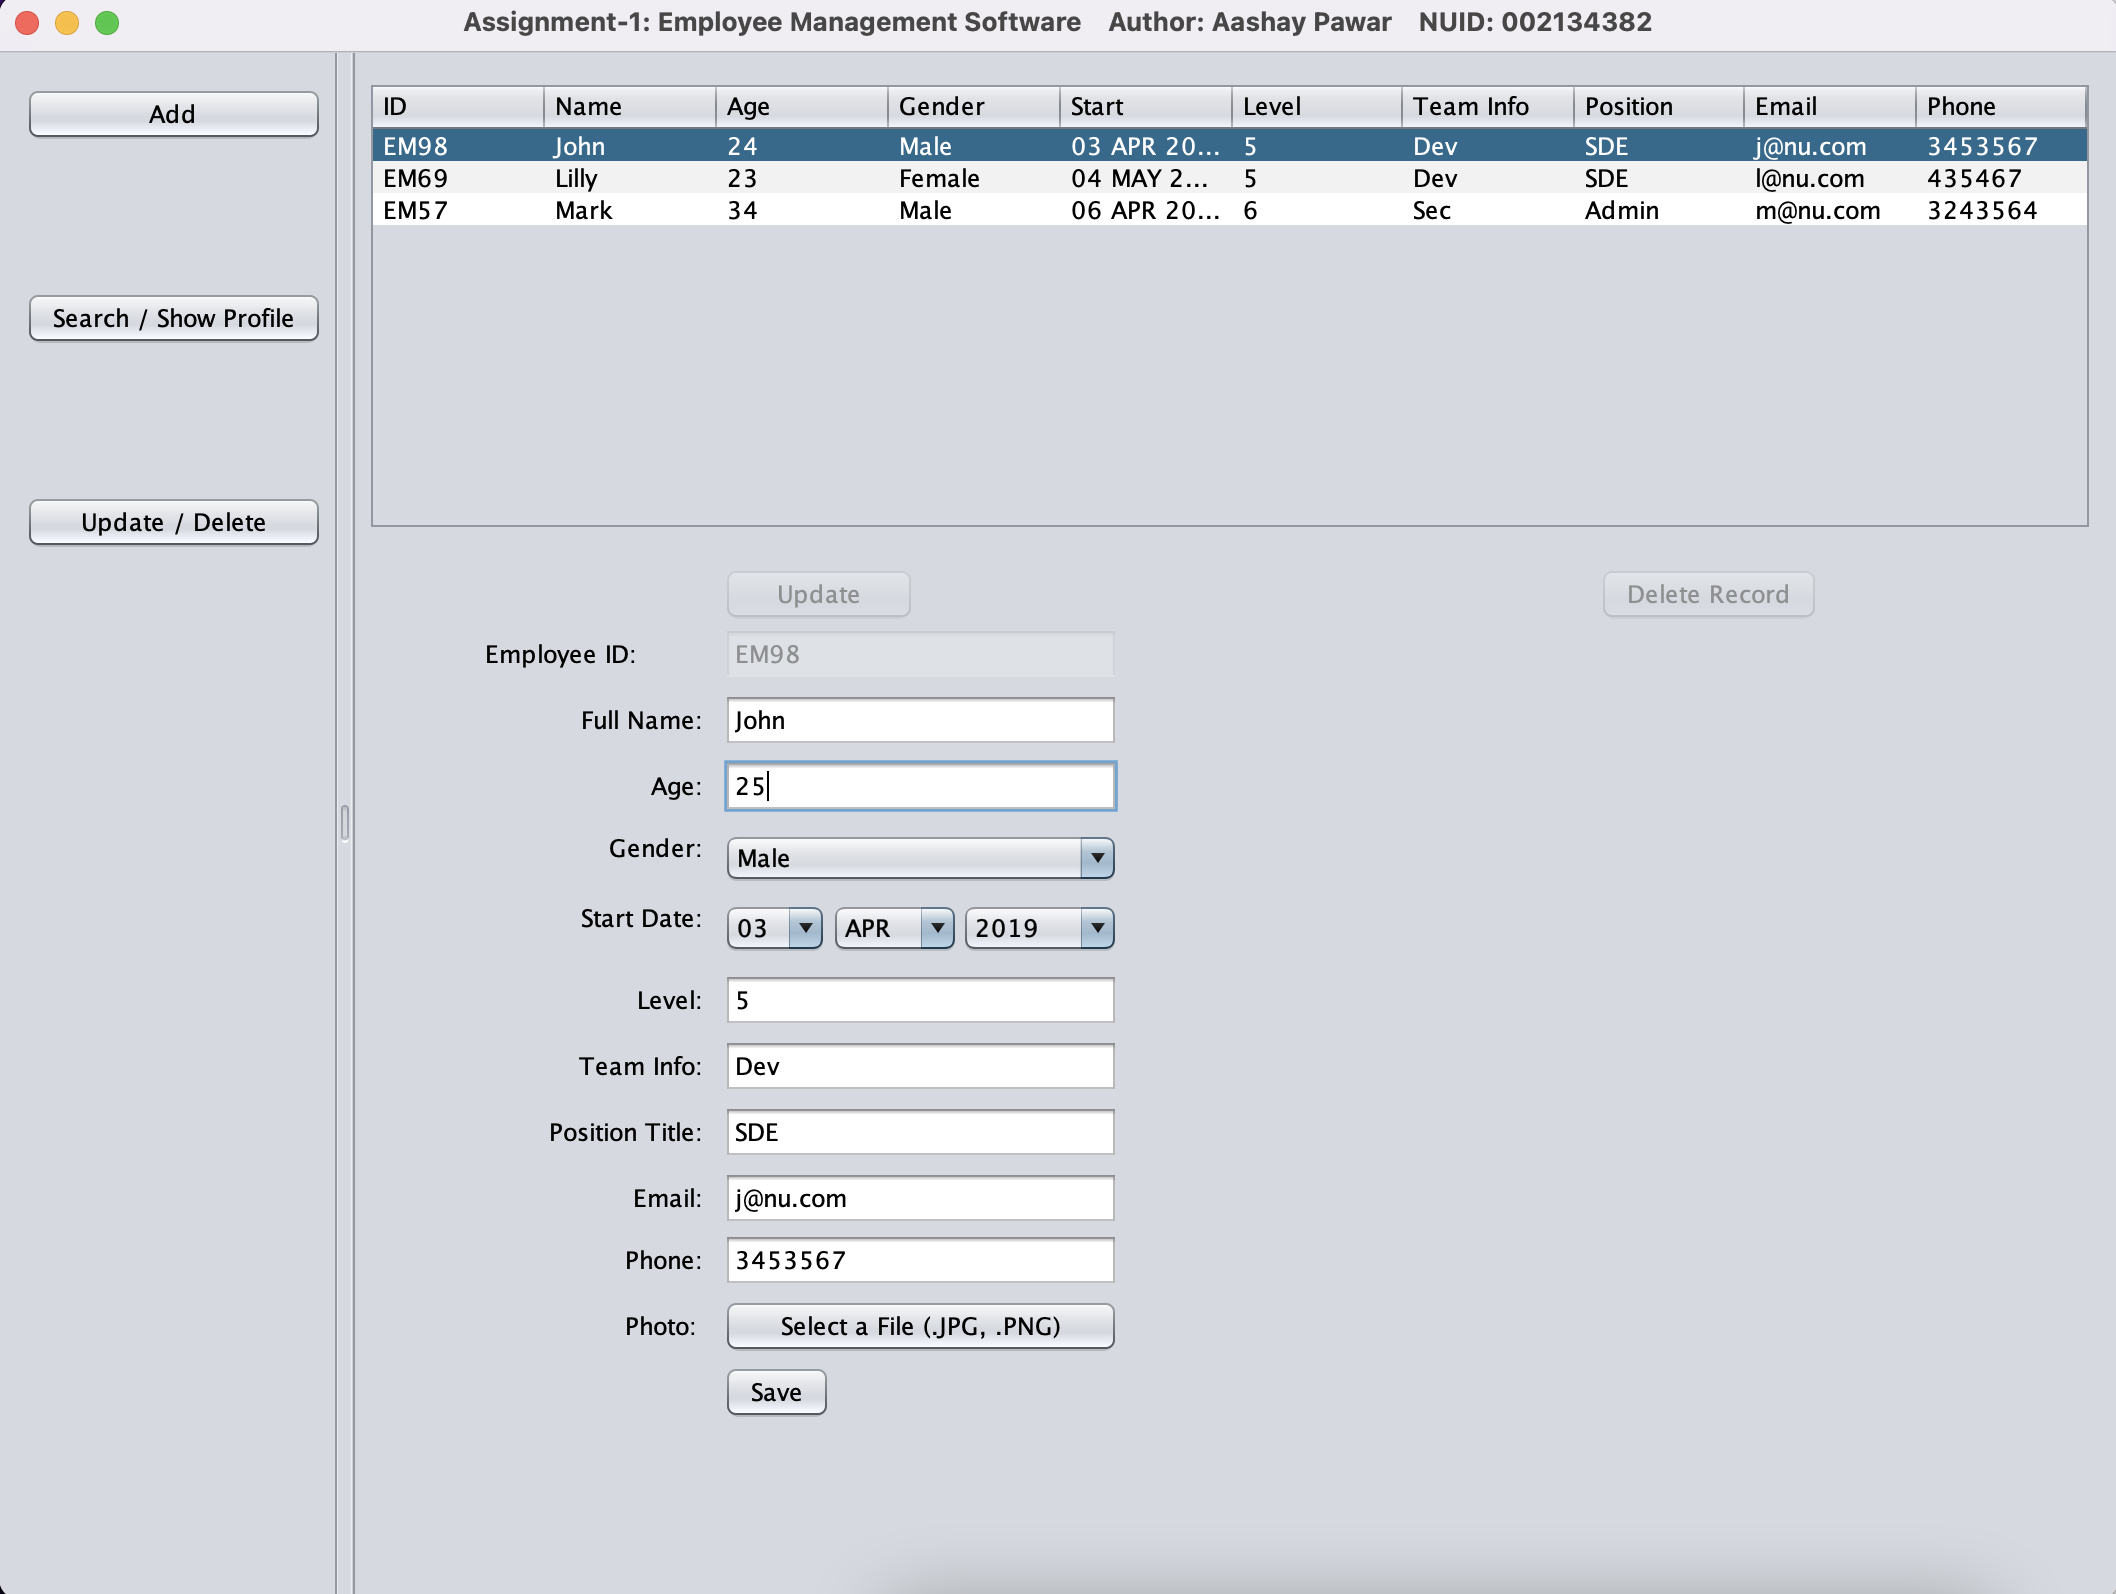 Assignment-1: Employee Management Software Author: Aashay Pawar NUID: 002134382
Add
Search / Show Profile
Update / Delete
ID Name Age Gender Start Level Team Info Position Email Phone
EM98 John 24 Male 03 APR 20... 5 Dev SDE j@nu.com 3453567
EM69 Lilly 23 Female 04 MAY 2... 5 Dev SDE l@nu.com 435467
EM57 Mark 34 Male 06 APR 20... 6 Sec Admin m@nu.com 3243564
Update Delete Record
Employee ID: EM98
Full Name: John
Age: 25
Gender: Male
Start Date: 03 APR 2019
Level: 5
Team Info: Dev
Position Title: SDE
Email: j@nu.com
Phone: 3453567
Photo: Select a File (.JPG, .PNG)
Save